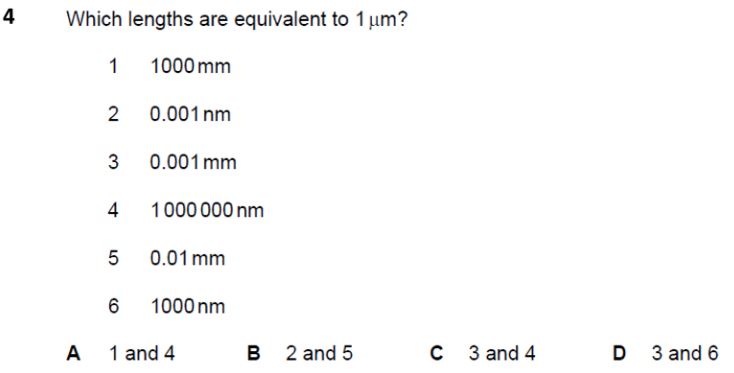 4 Which lengths are equivalent to 1 μm?
1 1000 mm
2 0.001 nm
3 0.001 mm
4 1 000 000 nm
5 0.01 mm
6 1000 nm
A 1 and 4 B 2 and 5 C 3 and 4 D 3 and 6